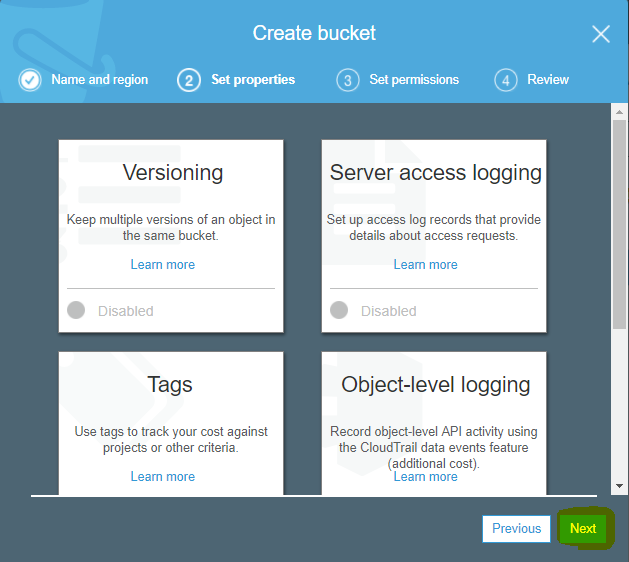 Create bucket
Name and region
2 Set properties
3 Set permissions
4 Review
Versioning
Keep multiple versions of an object in
the same bucket.
Learn more
Disabled
Server access logging
Set up access log records that provide
details about access requests.
Learn more
Disabled
Tags
Use tags to track your cost against
projects or other criteria.
Learn more
Object-level logging
Record object-level API activity using
the CloudTrail data events feature
(additional cost).
Learn more
Previous
Next